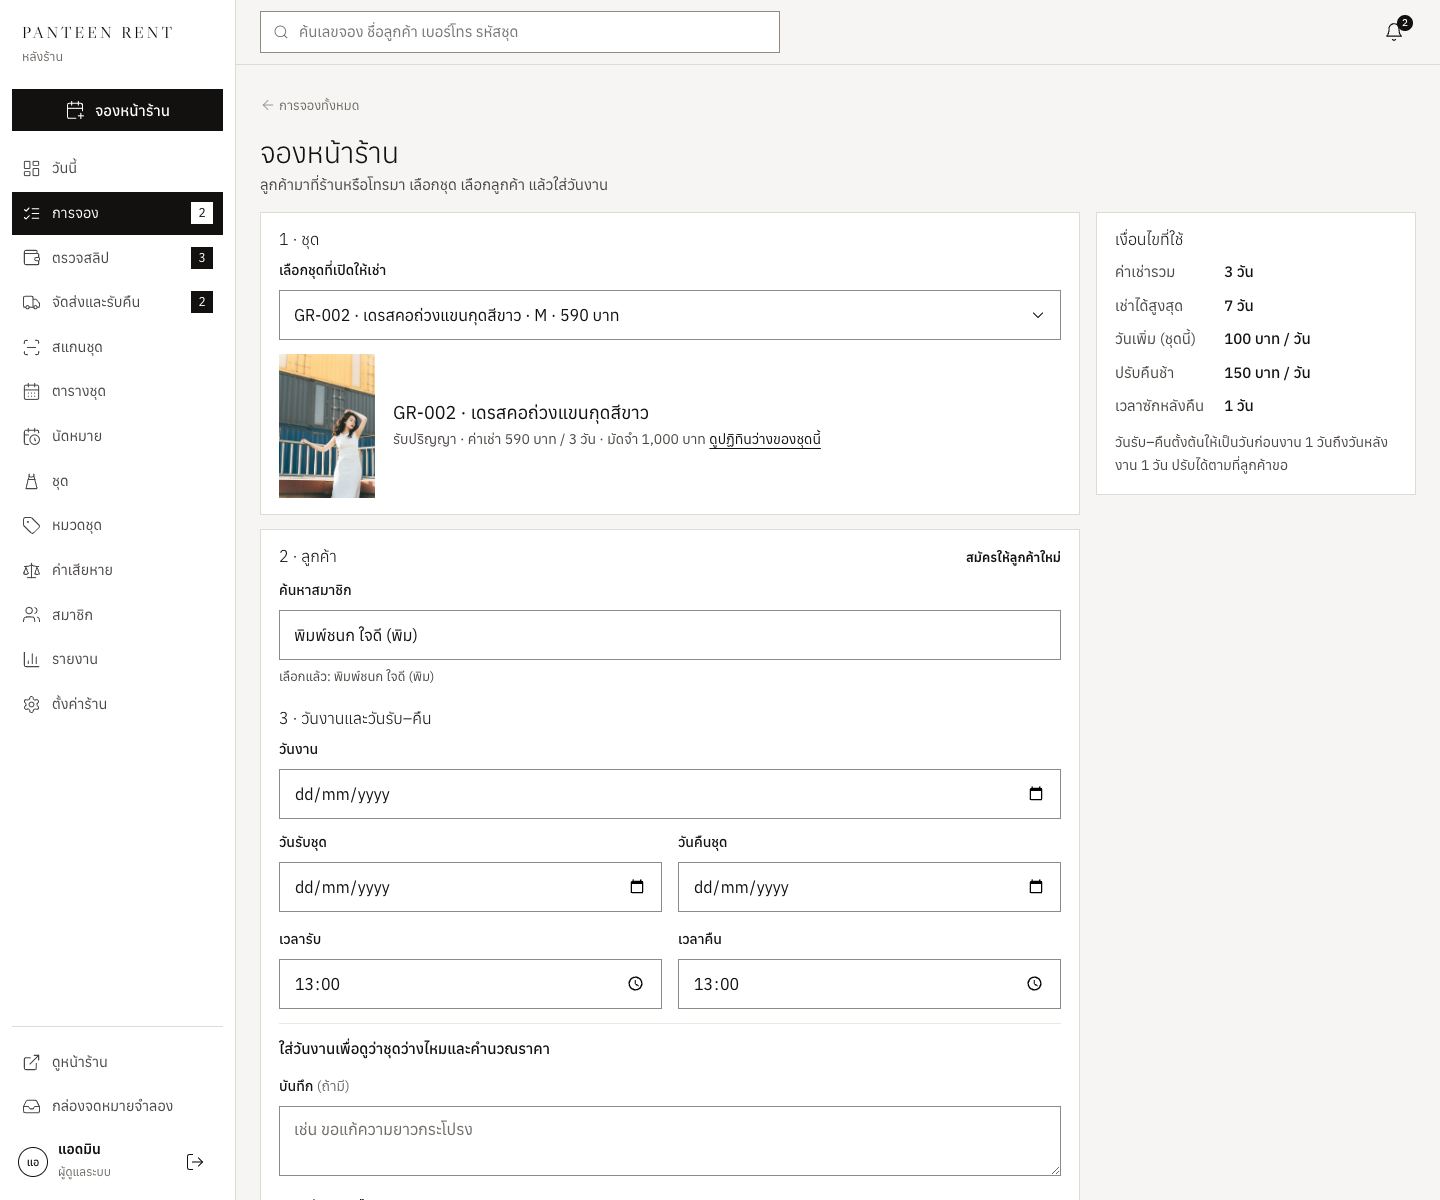 PANTEEN RENT
หลังร้าน
จองหน้าร้าน
วันนี้
การจอง 2
ตรวจสลิป 3
จัดส่งและรับคืน 2
สแกนชุด
ตารางชุด
นัดหมาย
ชุด
หมวดชุด
ค่าเสียหาย
สมาชิก
รายงาน
ตั้งค่าร้าน
ดูหน้าร้าน
กล่องจดหมายจำลอง
แอ
แอดมิน
ผู้ดูแลระบบ
ค้นเลขจอง ชื่อลูกค้า เบอร์โทร รหัสชุด
2
การจองทั้งหมด
จองหน้าร้าน
ลูกค้ามาที่ร้านหรือโทรมา เลือกชุด เลือกลูกค้า แล้วใส่วันงาน
1 · ชุด
เลือกชุดที่เปิดให้เช่า
GR-002 · เดรสคอถ่วงแขนกุดสีขาว · M · 590 บาท
GR-002 · เดรสคอถ่วงแขนกุดสีขาว
รับปริญญา · ค่าเช่า 590 บาท / 3 วัน · มัดจำ 1,000 บาท ดูปฏิทินว่างของชุดนี้
2 · ลูกค้า
สมัครให้ลูกค้าใหม่
ค้นหาสมาชิก
พิมพ์ชนก ใจดี (พิม)
เลือกแล้ว: พิมพ์ชนก ใจดี (พิม)
3 · วันงานและวันรับ–คืน
วันงาน
dd/mm/yyyy
วันรับชุด
วันคืนชุด
dd/mm/yyyy
dd/mm/yyyy
เวลารับ
เวลาคืน
13:00
13:00
ใส่วันงานเพื่อดูว่าชุดว่างไหมและคำนวณราคา
บันทึก (ถ้ามี)
เช่น ขอแก้ความยาวกระโปรง
เงื่อนไขที่ใช้
ค่าเช่ารวม 3 วัน
เช่าได้สูงสุด 7 วัน
วันเพิ่ม (ชุดนี้) 100 บาท / วัน
ปรับคืนช้า 150 บาท / วัน
เวลาซักหลังคืน 1 วัน
วันรับ–คืนตั้งต้นให้เป็นวันก่อนงาน 1 วันถึงวันหลัง
งาน 1 วัน ปรับได้ตามที่ลูกค้าขอ